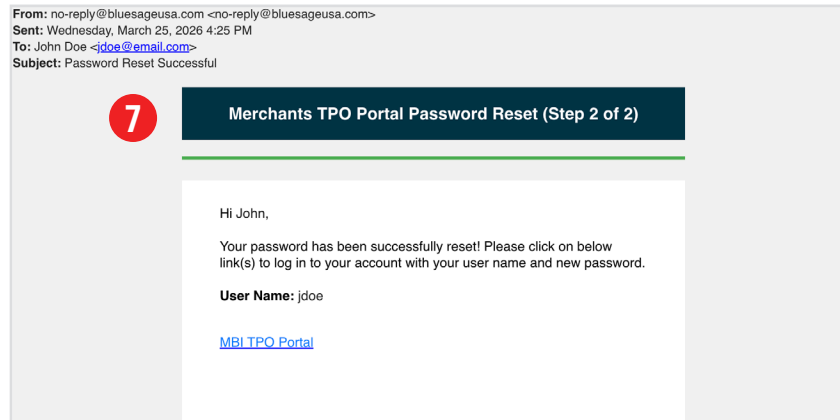 From: no-reply@bluesageusa.com <no-reply@bluesageusa.com>
Sent: Wednesday, March 25, 2026 4:25 PM
To: John Doe <jdoe@email.com>
Subject: Password Reset Successful
7
Merchants TPO Portal Password Reset (Step 2 of 2)
Hi John,
Your password has been successfully reset! Please click on below
link(s) to log in to your account with your user name and new password.
User Name: jdoe
MBI TPO Portal